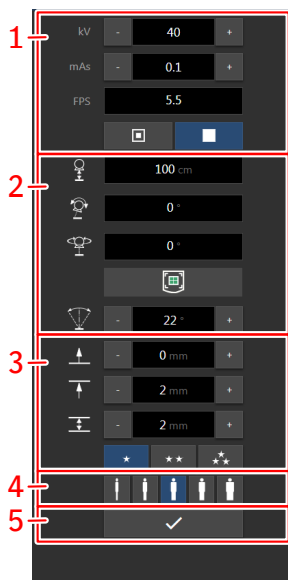 1
kV - 40 +
mAs - 0.1 +
FPS 5.5
2
100 cm
0 °
0 °
- 22 ° +
3
- 0 mm +
- 2 mm +
- 2 mm +
4
5